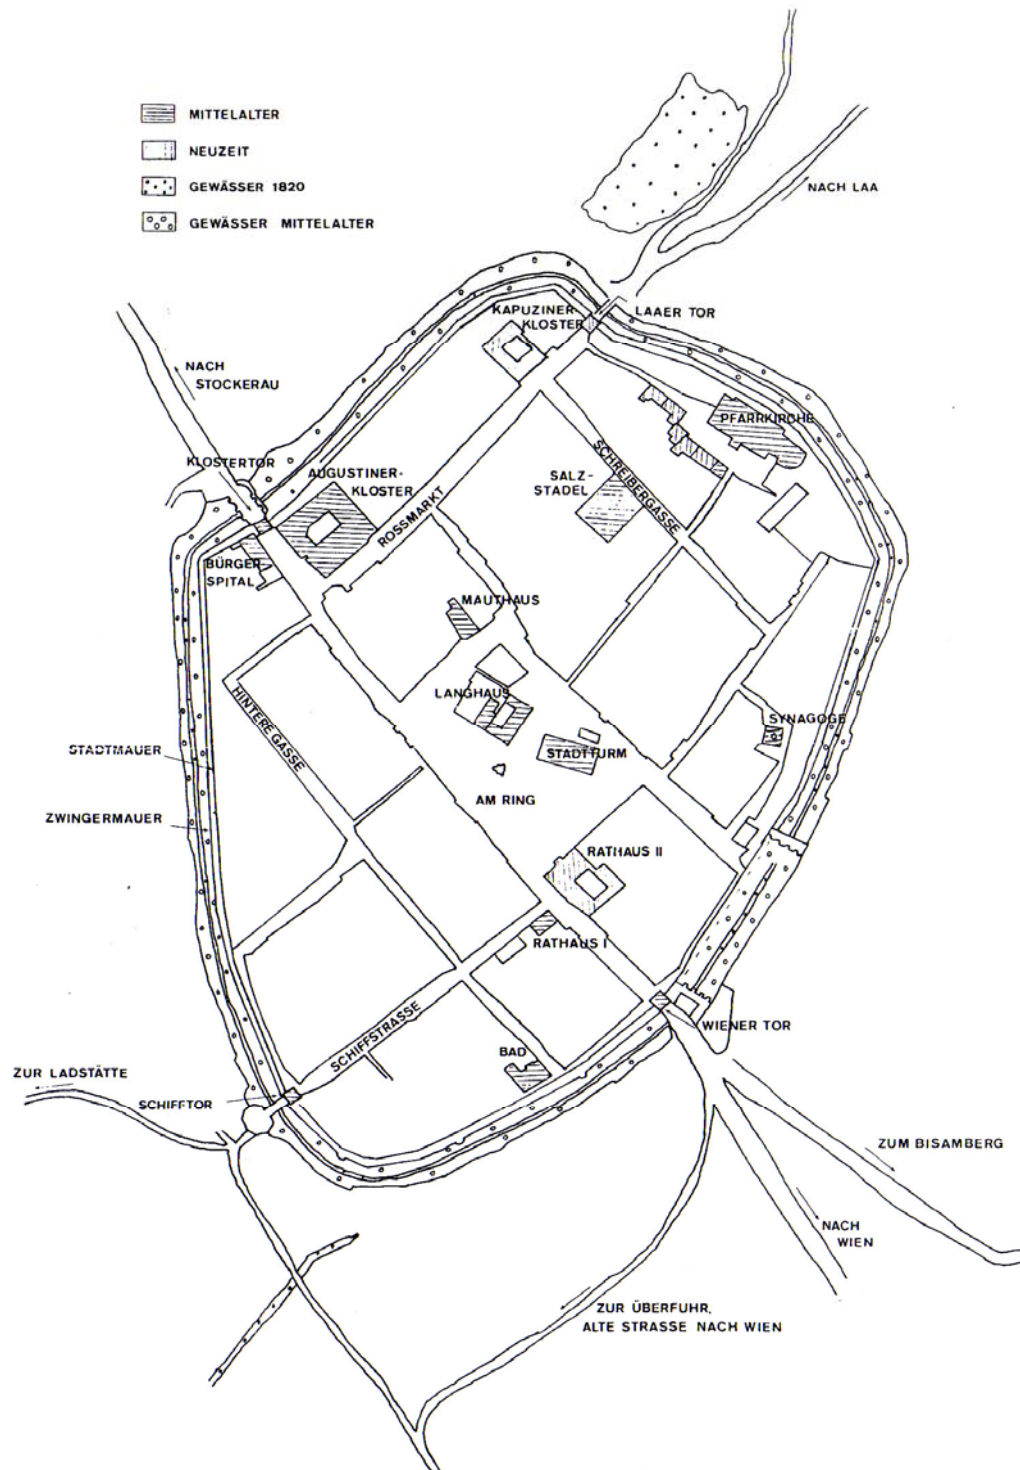 MITTELALTER
NEUZEIT
GEWÄSSER 1820
GEWÄSSER MITTELALTER
NACH LAA
KAPUZINER
KLOSTER
LAAER TOR
NACH
STOCKERAU
PFARRKIRCHE
KLOSTERTOR
AUGUSTINER-
KLOSTER
SALZ-
STADEL
SCHREIBERGASSE
ROSSMARKT
BÜRGER-
SPITAL
MAUTHAUS
LANGHAUS
HINTERE GASSE
SYNAGOGE
STADTMAUER
STADTTURM
AM RING
ZWINGERMAUER
RATHAUS II
RATHAUS I
WIENER TOR
SCHIFFSTRASSE
BAD
ZUR LADSTÄTTE
SCHIFFTOR
ZUM BISAMBERG
NACH
WIEN
ZUR ÜBERFUHR,
ALTE STRASSE NACH WIEN